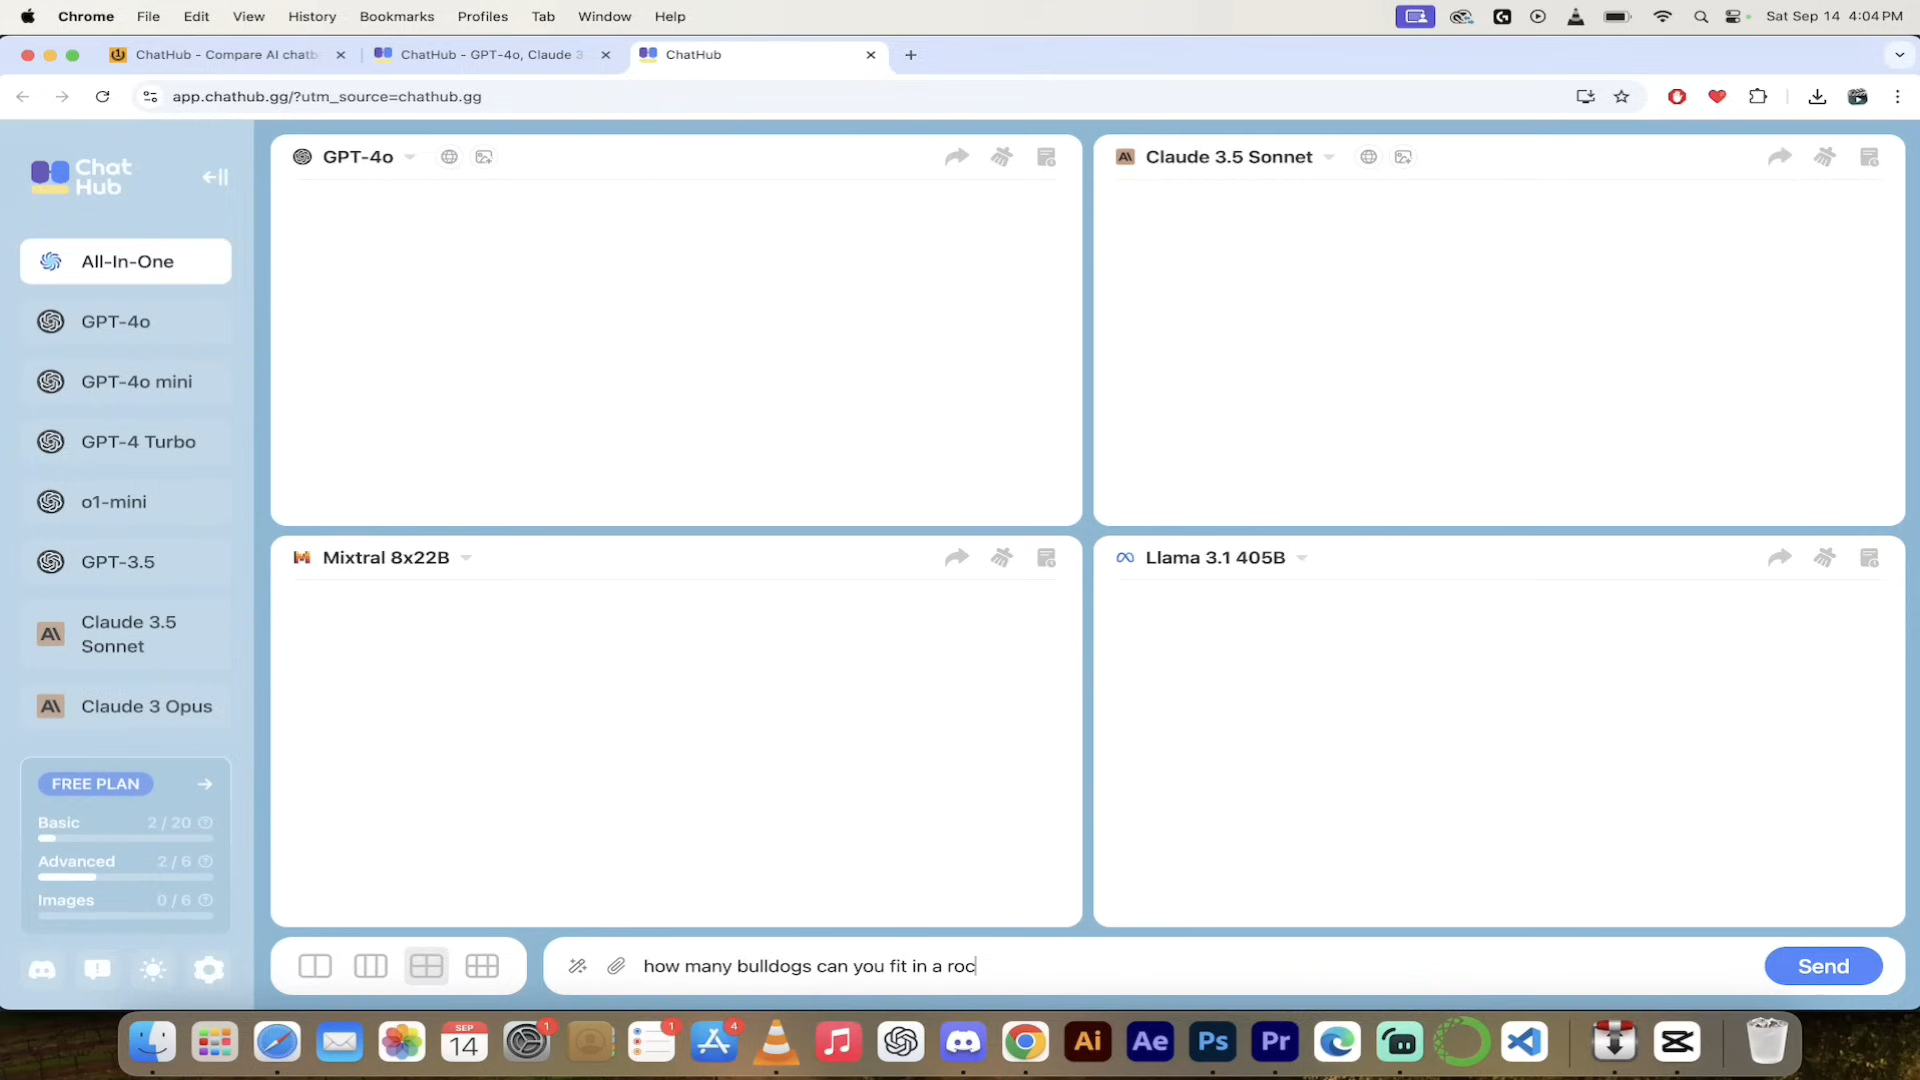 Chrome File Edit View History Bookmarks Profiles Tab Window Help Sat Sep 14 4:04 PM
ChatHub - Compare AI chatb ChatHub - GPT-4o, Claude 3 ChatHub
app.chathub.gg/?utm_source=chathub.gg
Chat
Hub
All-In-One
GPT-4o
GPT-4o mini
GPT-4 Turbo
o1-mini
GPT-3.5
Claude 3.5
Sonnet
Claude 3 Opus
FREE PLAN
Basic 2 / 20
Advanced 2 / 6
Images 0 / 6
GPT-4o
Claude 3.5 Sonnet
Mixtral 8x22B
Llama 3.1 405B
how many bulldogs can you fit in a roc
Send
SEP
14
1
1
4
Ai
Ae
Ps
Pr